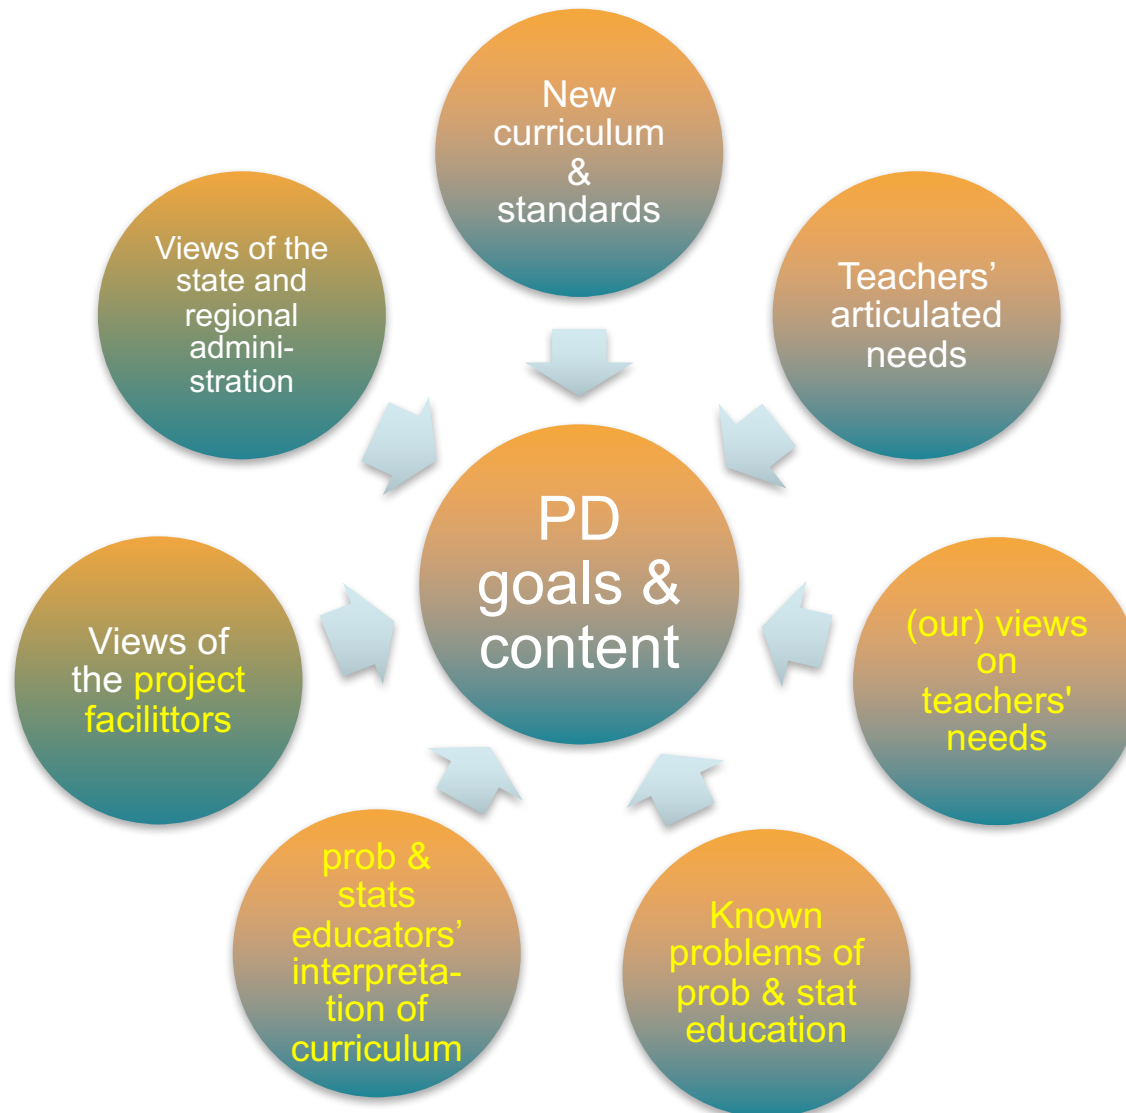 New
curriculum
&
standards
Views of the
state and
regional
admini-
stration
Teachers’
articulated
needs
PD
goals &
content
Views of
the project
facilittors
(our) views
on
teachers'
needs
prob &
stats
educators’
interpreta-
tion of
curriculum
Known
problems of
prob & stat
education